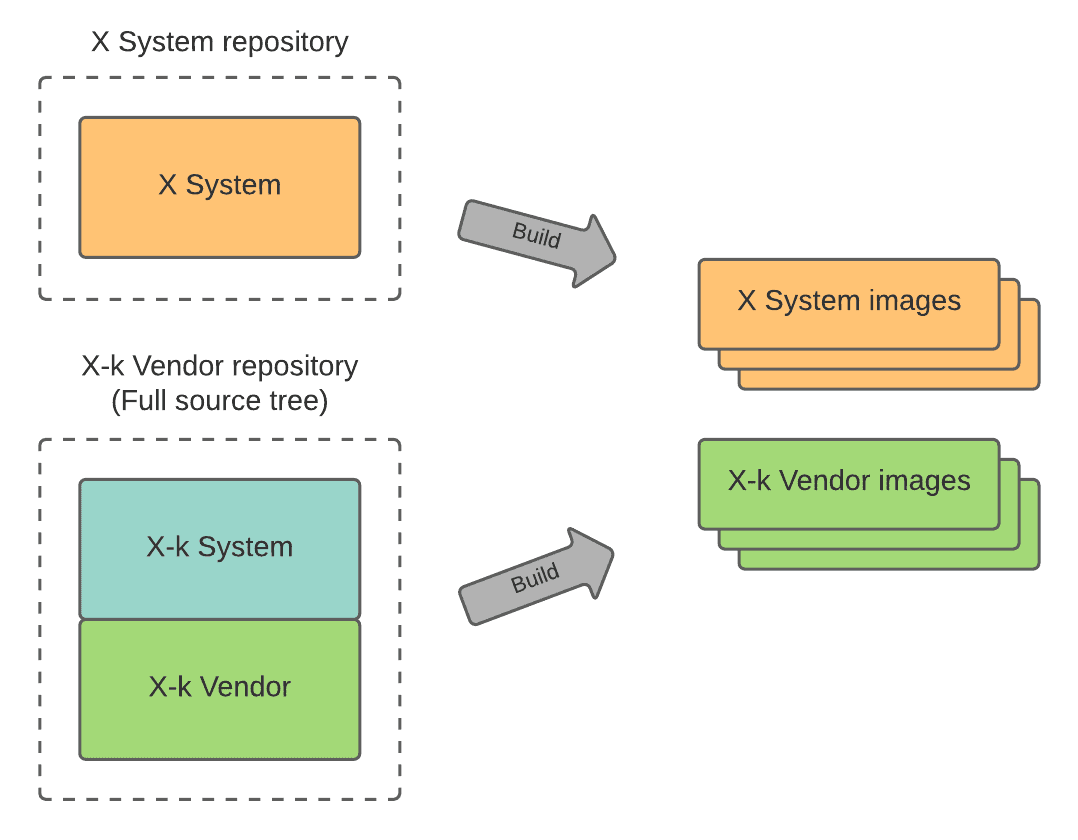 X System repository
X System
Build
X System images
X-k Vendor repository
(Full source tree)
X-k System
X-k Vendor
Build
X-k Vendor images